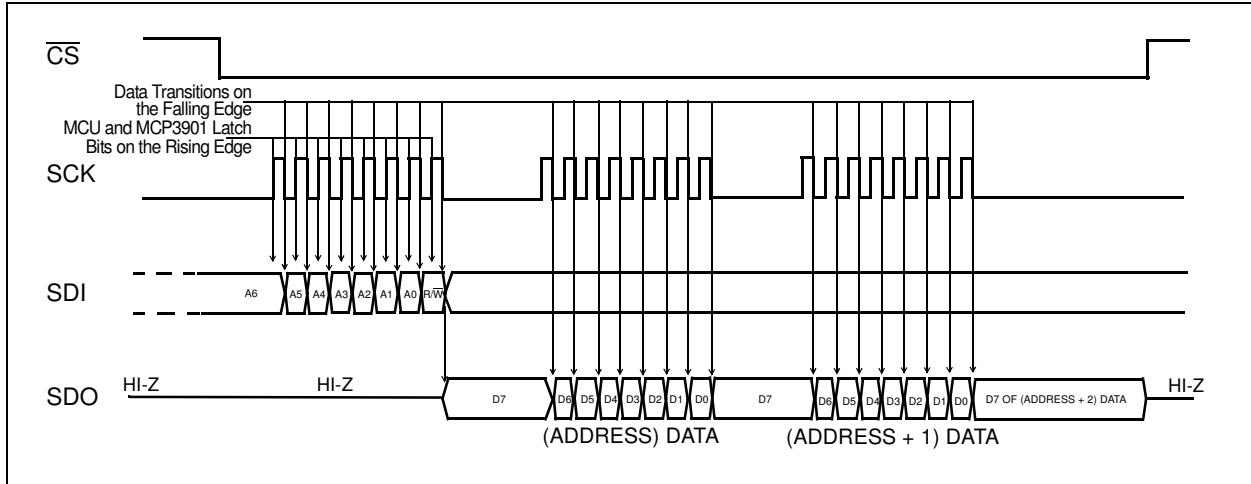 CS
Data Transitions on
the Falling Edge
MCU and MCP3901 Latch
Bits on the Rising Edge
SCK
SDI
A6 A5 A4 A3 A2 A1 A0 R/W
SDO
HI-Z HI-Z D7 D6 D5 D4 D3 D2 D1 D0 D7 D6 D5 D4 D3 D2 D1 D0 D7 OF (ADDRESS + 2) DATA HI-Z
(ADDRESS) DATA (ADDRESS + 1) DATA